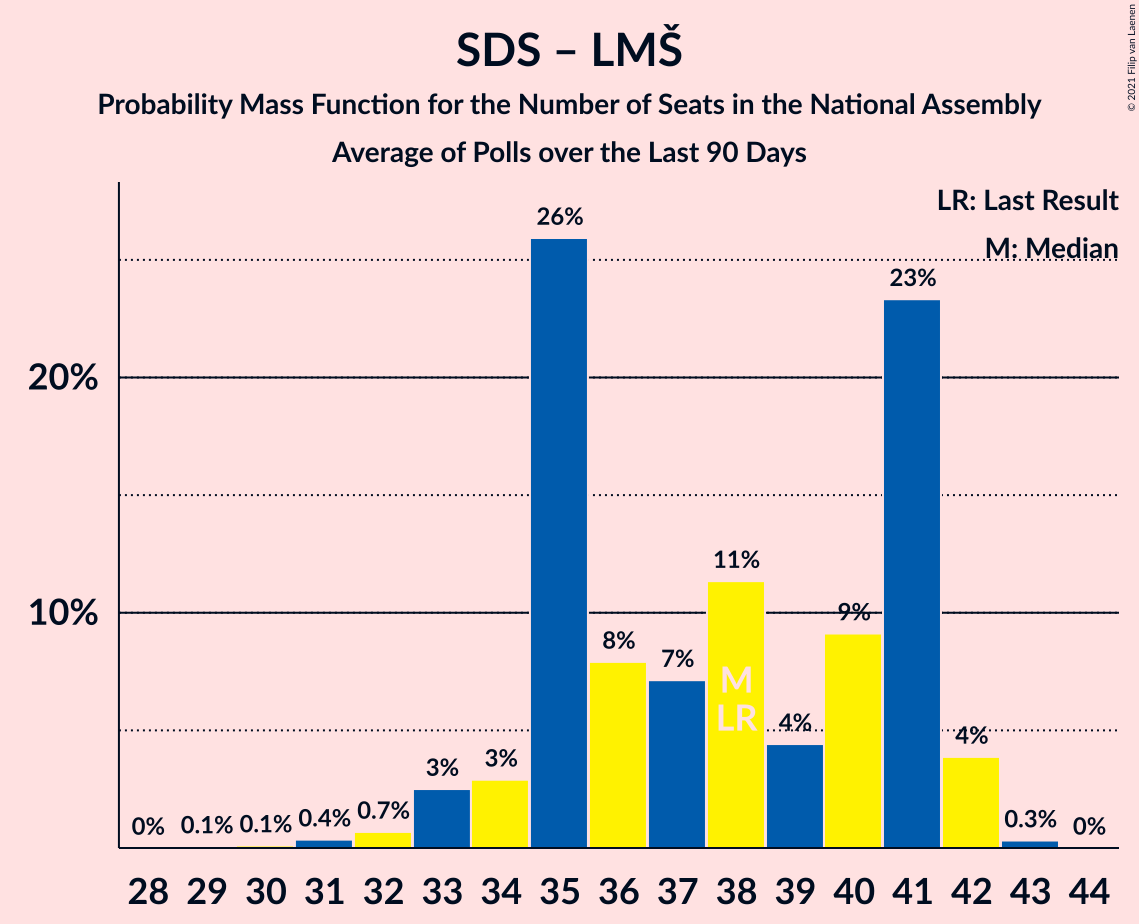 SDS – LMŠ
Probability Mass Function for the Number of Seats in the National Assembly
Average of Polls over the Last 90 Days
© 2021 Filip van Laenen
LR: Last Result
M: Median
20%
10%
0% 0.1% 0.1% 0.4% 0.7% 3% 3% 26% 8% 7% 11% 4% 9% 23% 4% 0.3% 0%
M
LR
28 29 30 31 32 33 34 35 36 37 38 39 40 41 42 43 44